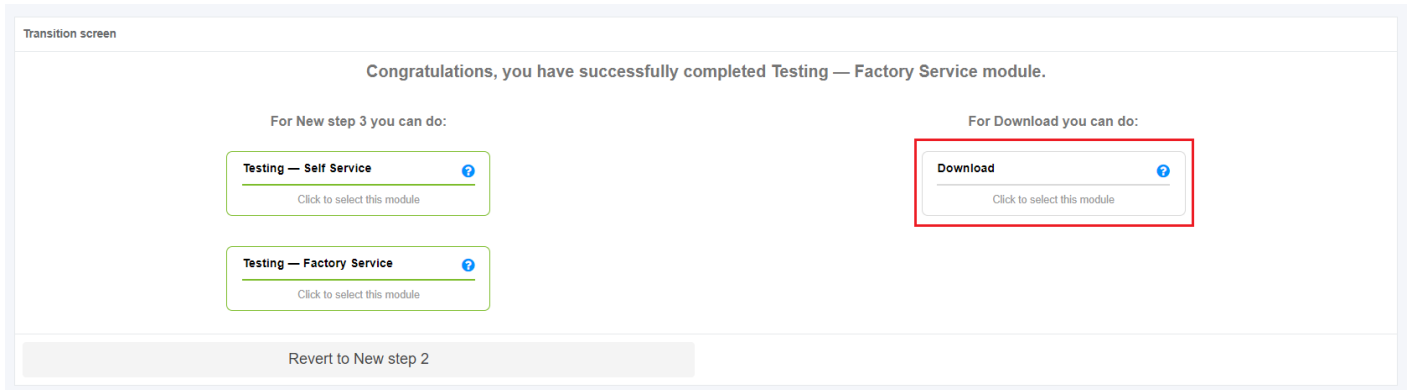 Transition screen
Congratulations, you have successfully completed Testing — Factory Service module.
For New step 3 you can do:
Testing — Self Service
Click to select this module
Testing — Factory Service
Click to select this module
For Download you can do:
Download
Click to select this module
Revert to New step 2